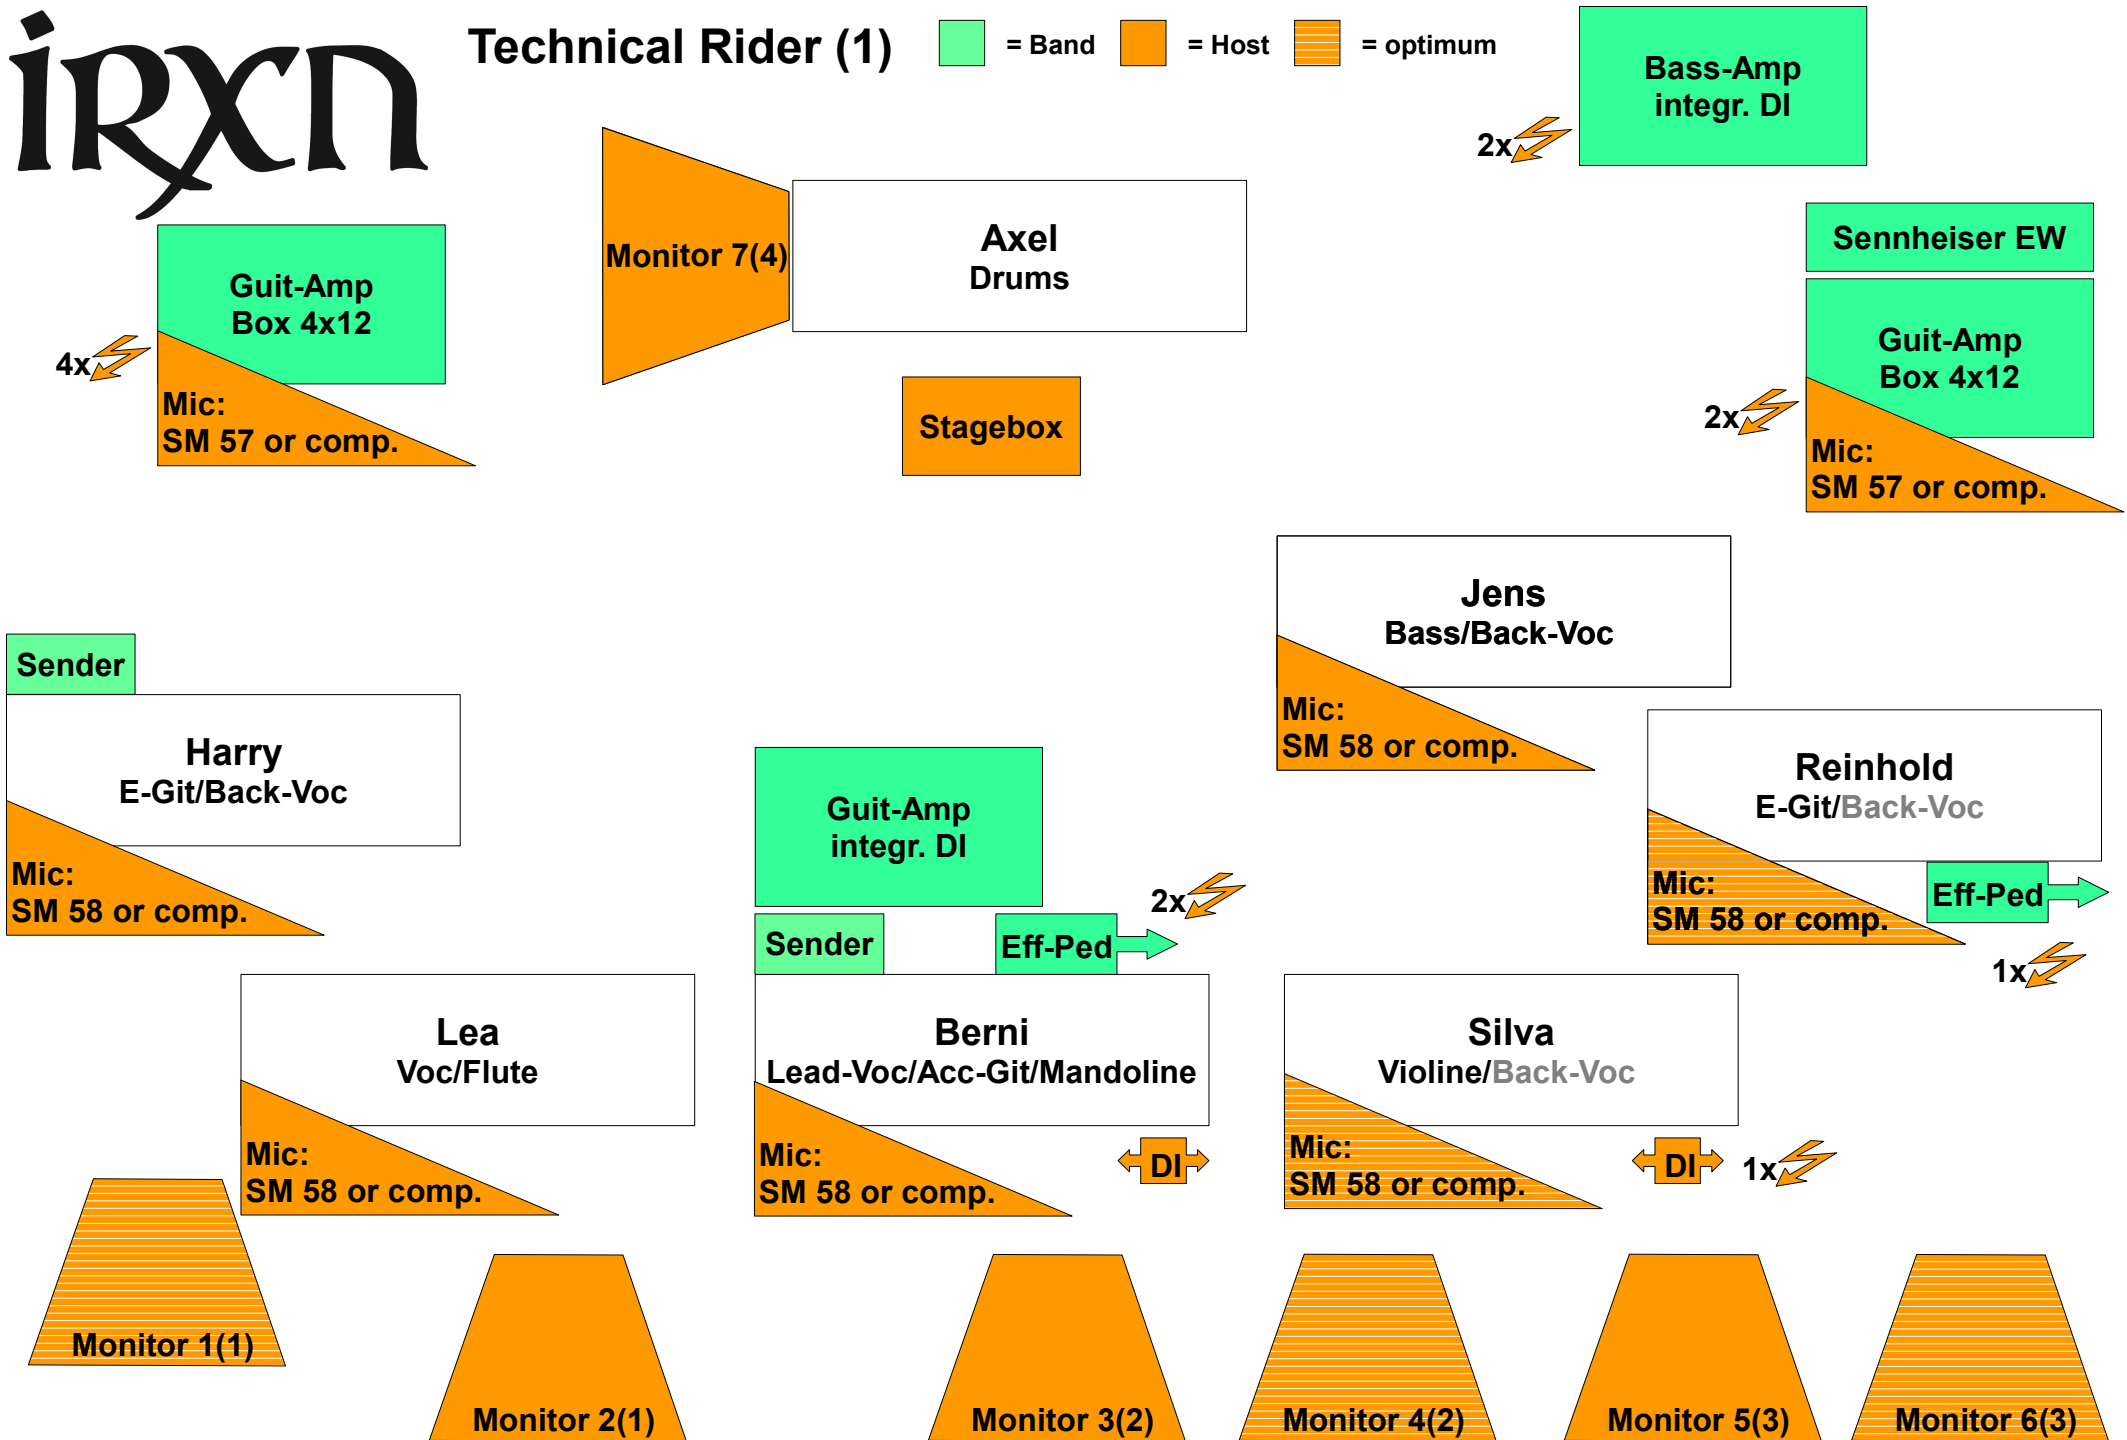 iRXN
Technical Rider (1)
= Band
= Host
= optimum
Bass-Amp
integr. DI
2x
Monitor 7(4)
Axel
Drums
Sennheiser EW
Guit-Amp
Box 4x12
4x
Mic:
SM 57 or comp.
Guit-Amp
Box 4x12
2x
Mic:
SM 57 or comp.
Stagebox
Jens
Bass/Back-Voc
Mic:
SM 58 or comp.
Sender
Harry
E-Git/Back-Voc
Mic:
SM 58 or comp.
Reinhold
E-Git/Back-Voc
Mic:
SM 58 or comp.
Eff-Ped
1x
Guit-Amp
integr. DI
2x
Sender
Eff-Ped
Lea
Voc/Flute
Mic:
SM 58 or comp.
Berni
Lead-Voc/Acc-Git/Mandoline
Mic:
SM 58 or comp.
DI
Silva
Violine/Back-Voc
Mic:
SM 58 or comp.
DI
1x
Monitor 1(1)
Monitor 2(1)
Monitor 3(2)
Monitor 4(2)
Monitor 5(3)
Monitor 6(3)